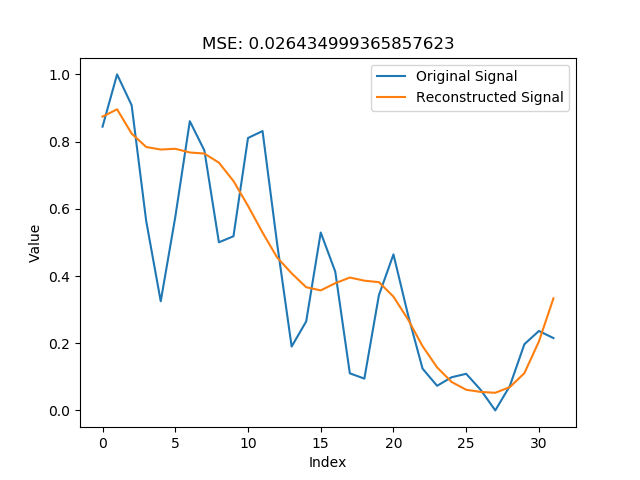 MSE: 0.026434999365857623
Original Signal
Reconstructed Signal
1.0
0.8
0.6
0.4
0.2
0.0
Value
0 5 10 15 20 25 30
Index